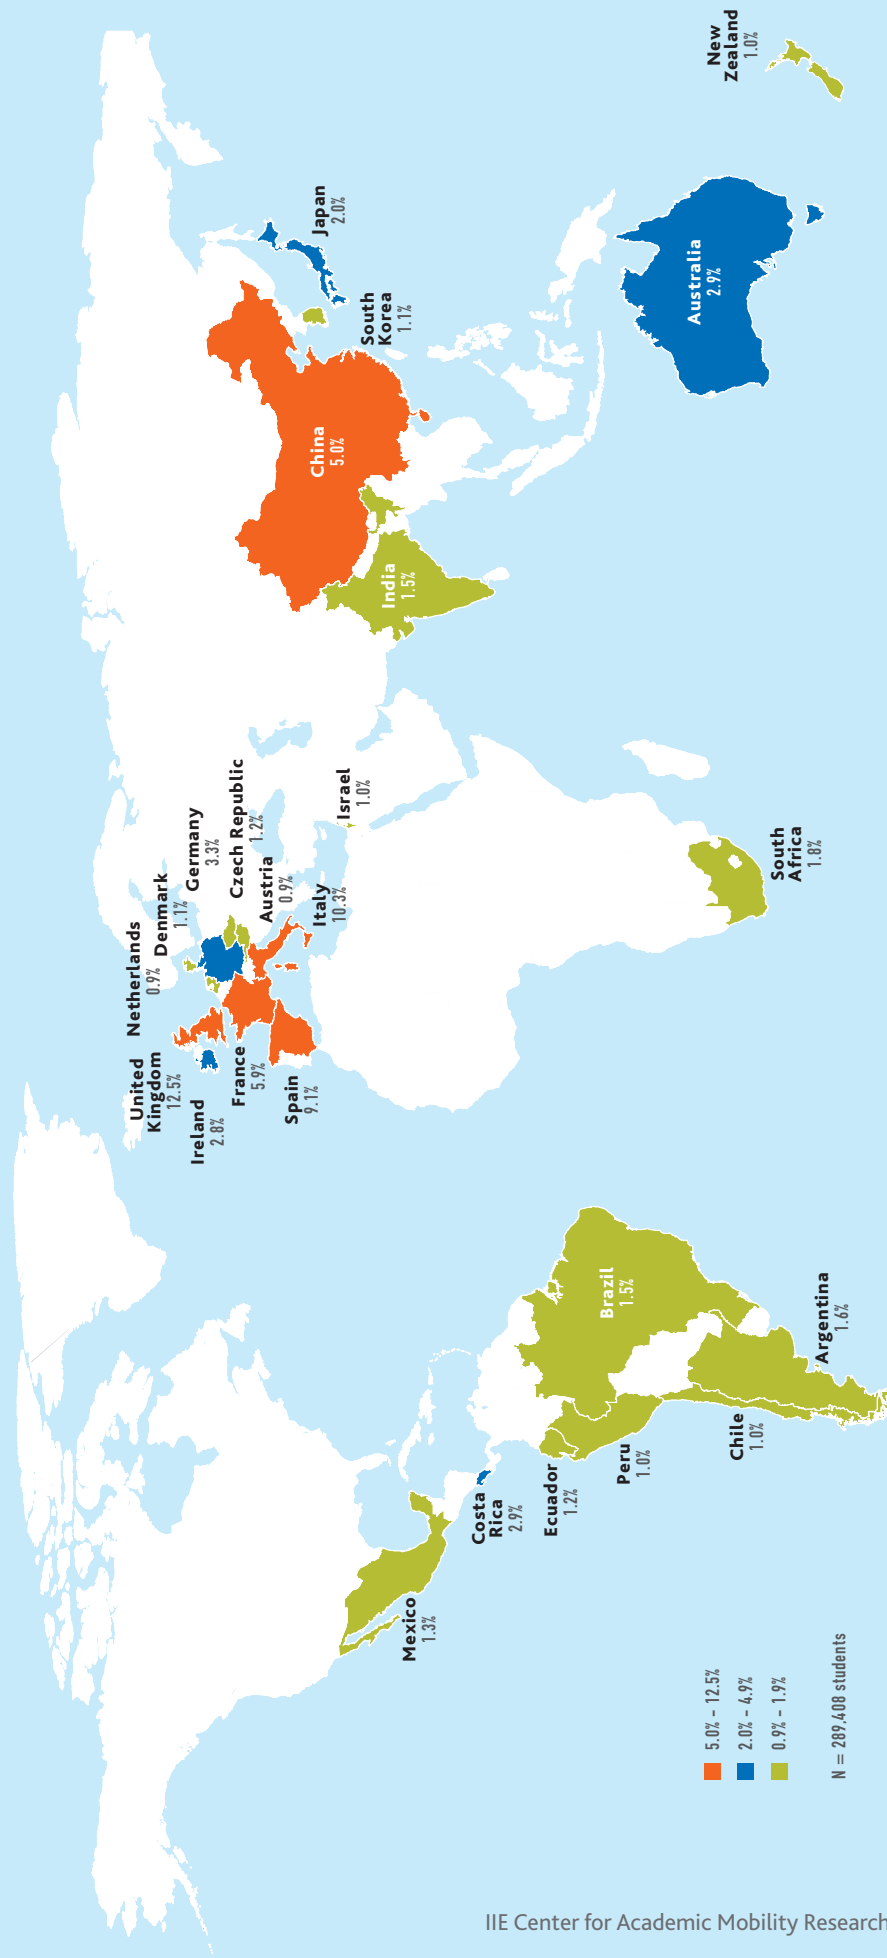 United
Kingdom
12.5%
Ireland
2.8%
Netherlands
0.9%
Denmark
1.1%
Germany
3.3%
Czech Republic
1.2%
Austria
0.9%
Italy
10.3%
France
5.9%
Spain
9.1%
Israel
1.0%
China
5.0%
India
1.5%
South
Korea
1.1%
Japan
2.0%
Australia
2.9%
New
Zealand
1.0%
South
Africa
1.8%
Mexico
1.3%
Costa
Rica
2.9%
Ecuador
1.2%
Peru
1.0%
Brazil
1.5%
Chile
1.0%
Argentina
1.6%
5.0% – 12.5%
2.0% – 4.9%
0.9% – 1.9%
N = 289,408 students
IIE Center for Academic Mobility Research